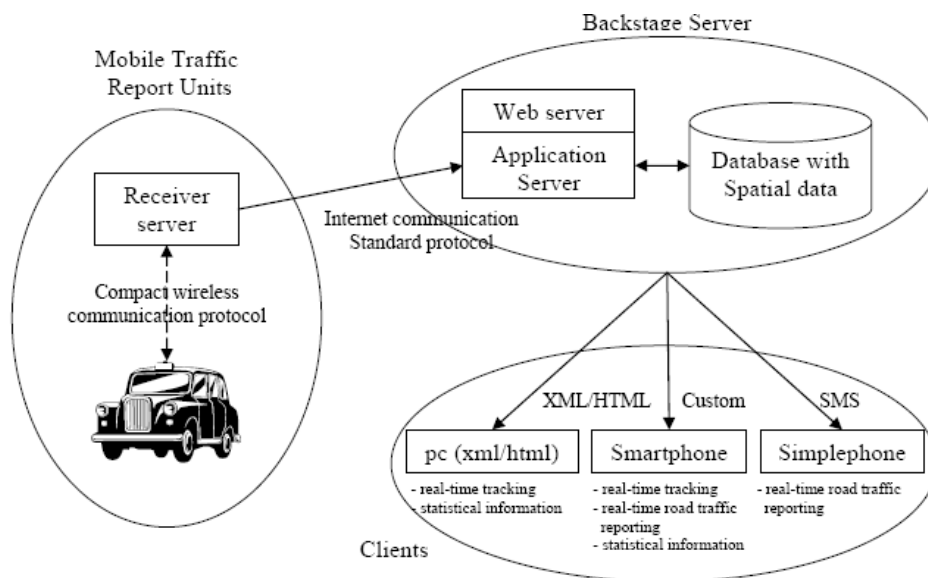 Backstage Server
Mobile Traffic
Report Units
Web server
Application
Server
Database with
Spatial data
Receiver
server
Internet communication
Standard protocol
Compact wireless
communication protocol
XML/HTML
Custom
SMS
pc (xml/html)
Smartphone
Simplephone
- real-time tracking
- statistical information
- real-time tracking
- real-time road traffic
reporting
- statistical information
- real-time road traffic
reporting
Clients